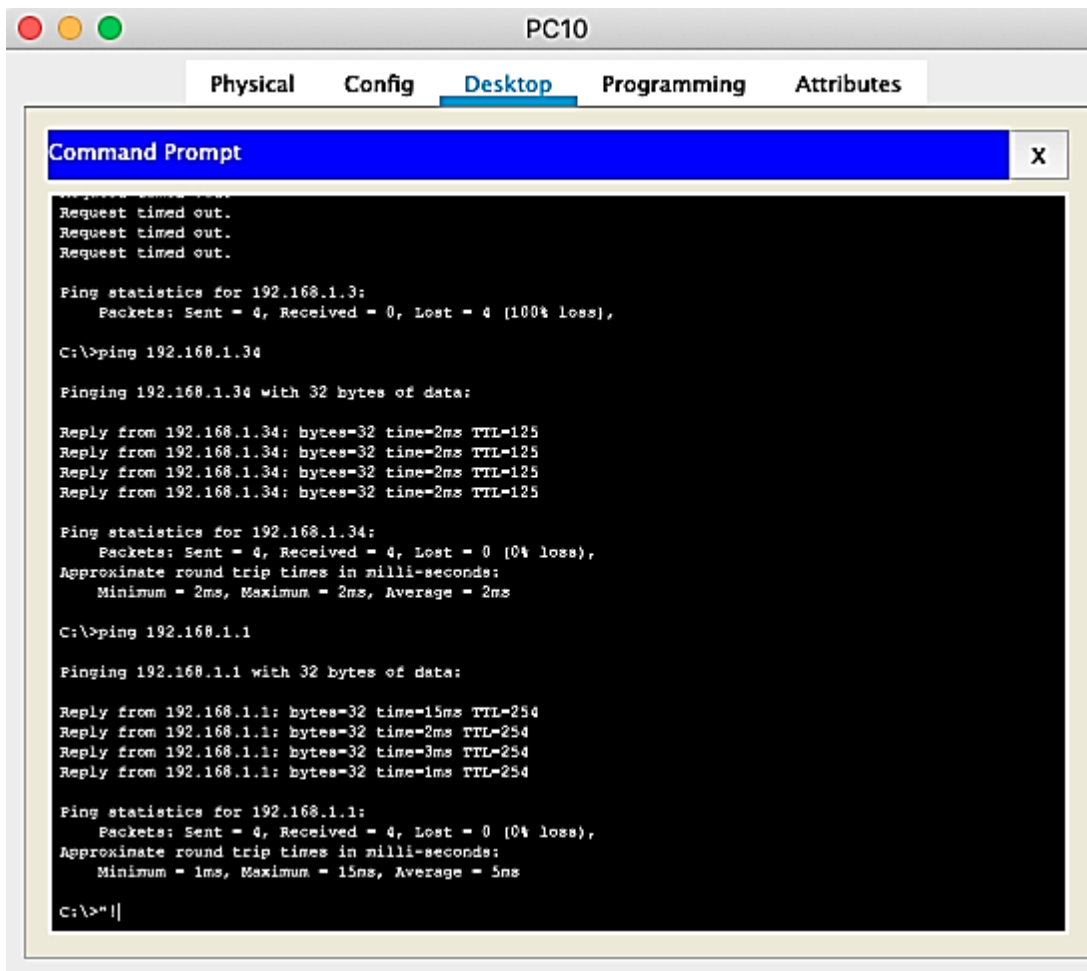 PC10
Physical Config Desktop Programming Attributes
Command Prompt X
Request timed out.
Request timed out.
Request timed out.
Ping statistics for 192.168.1.3:
Packets: Sent = 4, Received = 0, Lost = 4 (100% loss),
C:\>ping 192.168.1.34
Pinging 192.168.1.34 with 32 bytes of data:
Reply from 192.168.1.34: bytes=32 time=2ms TTL=125
Reply from 192.168.1.34: bytes=32 time=2ms TTL=125
Reply from 192.168.1.34: bytes=32 time=2ms TTL=125
Reply from 192.168.1.34: bytes=32 time=2ms TTL=125
Ping statistics for 192.168.1.34:
Packets: Sent = 4, Received = 4, Lost = 0 (0% loss),
Approximate round trip times in milli-seconds:
Minimum = 2ms, Maximum = 2ms, Average = 2ms
C:\>ping 192.168.1.1
Pinging 192.168.1.1 with 32 bytes of data:
Reply from 192.168.1.1: bytes=32 time=15ms TTL=254
Reply from 192.168.1.1: bytes=32 time=2ms TTL=254
Reply from 192.168.1.1: bytes=32 time=3ms TTL=254
Reply from 192.168.1.1: bytes=32 time=1ms TTL=254
Ping statistics for 192.168.1.1:
Packets: Sent = 4, Received = 4, Lost = 0 (0% loss),
Approximate round trip times in milli-seconds:
Minimum = 1ms, Maximum = 15ms, Average = 5ms
C:\>"!